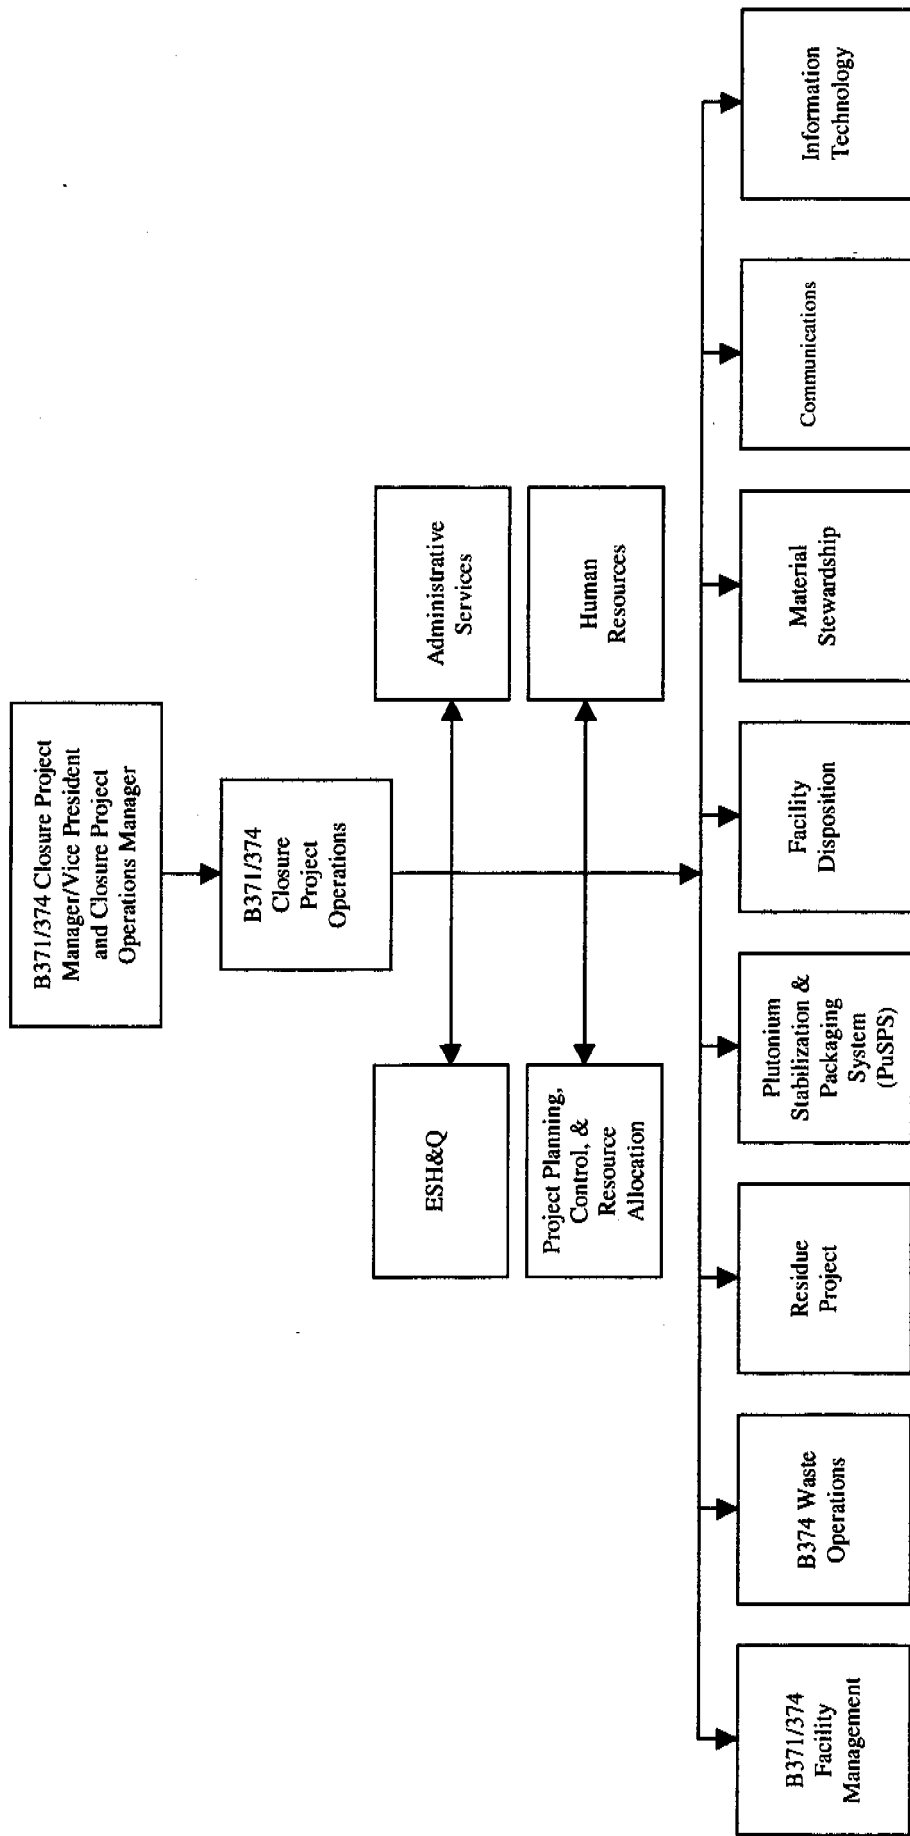 B371/374 Closure Project
Manager/Vice President
and Closure Project
Operations Manager
B371/374
Closure
Project
Operations
ESH&Q
Administrative
Services
Project Planning,
Control, &
Resource
Allocation
Human
Resources
B371/374
Facility
Management
B374 Waste
Operations
Residue
Project
Plutonium
Stabilization &
Packaging
System
(PuSPS)
Facility
Disposition
Material
Stewardship
Communications
Information
Technology